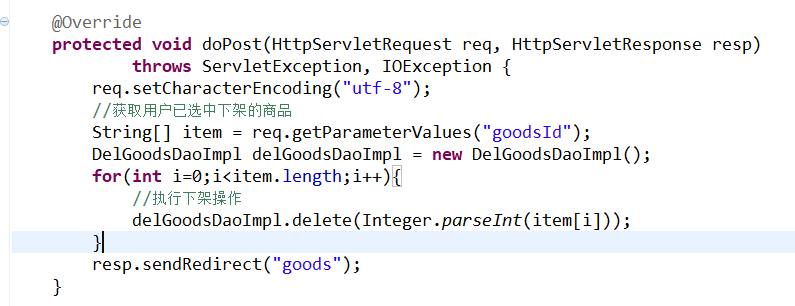 @Override
protected void doPost(HttpServletRequest req, HttpServletResponse resp)
throws ServletException, IOException {
req.setCharacterEncoding("utf-8");
//获取用户已选中下架的商品
String[] item = req.getParameterValues("goodsId");
DelGoodsDaoImpl delGoodsDaoImpl = new DelGoodsDaoImpl();
for(int i=0;i<item.length;i++){
//执行下架操作
delGoodsDaoImpl.delete(Integer.parseInt(item[i]));
}
resp.sendRedirect("goods");
}